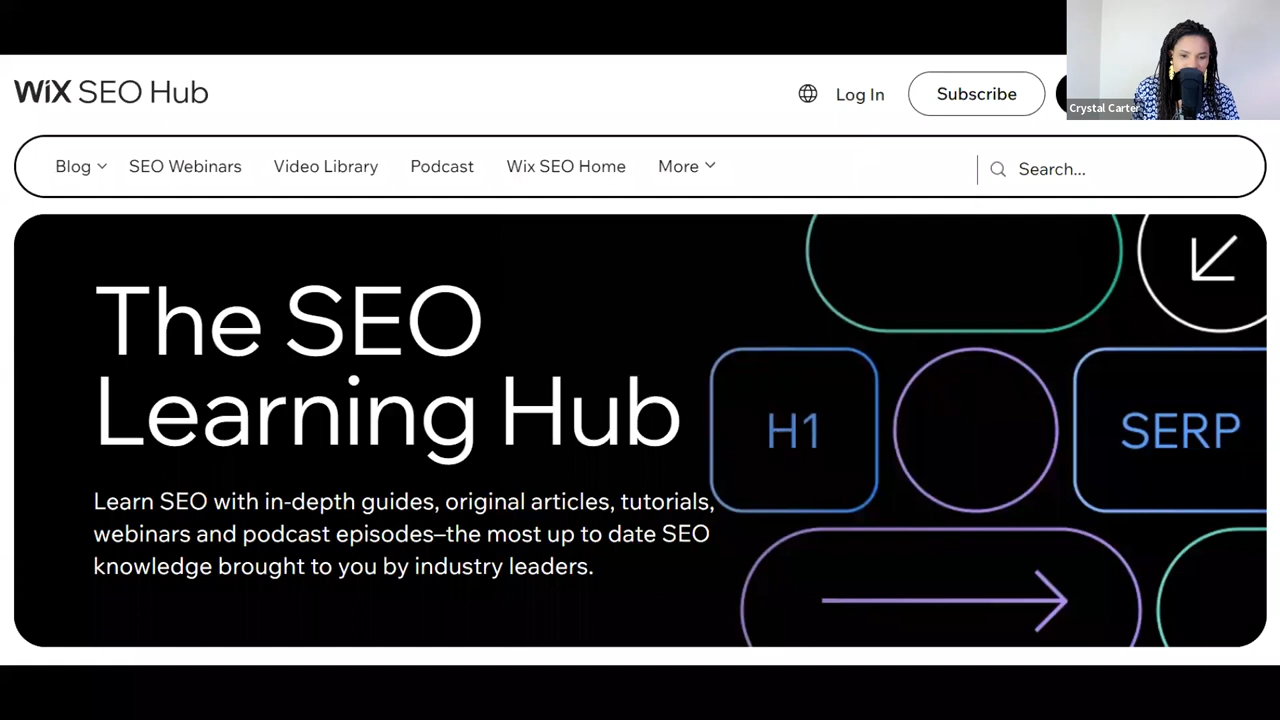 WiX SEO Hub
Log In
Subscribe
Crystal Carter
Blog
SEO Webinars
Video Library
Podcast
Wix SEO Home
More
Search...
The SEO
Learning Hub
Learn SEO with in-depth guides, original articles, tutorials,
webinars and podcast episodes–the most up to date SEO
knowledge brought to you by industry leaders.
H1
SERP